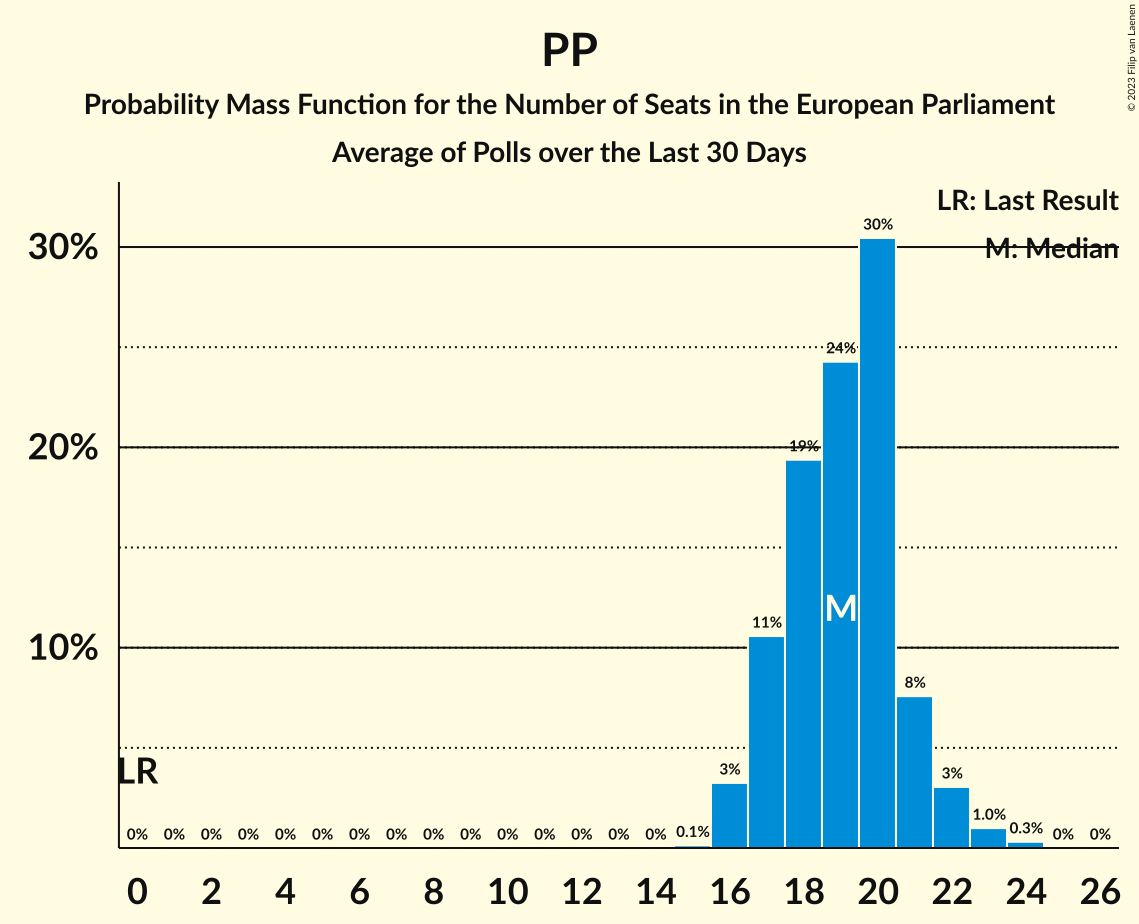 PP
Probability Mass Function for the Number of Seats in the European Parliament
Average of Polls over the Last 30 Days
© 2023 Filip van Laenen
LR: Last Result
M: Median
30%
20%
10%
30%
24%
19%
M
11%
8%
LR
3%
3%
0% 0% 0% 0% 0% 0% 0% 0% 0% 0% 0% 0% 0% 0% 0% 0.1% 1.0% 0.3% 0% 0%
0 2 4 6 8 10 12 14 16 18 20 22 24 26